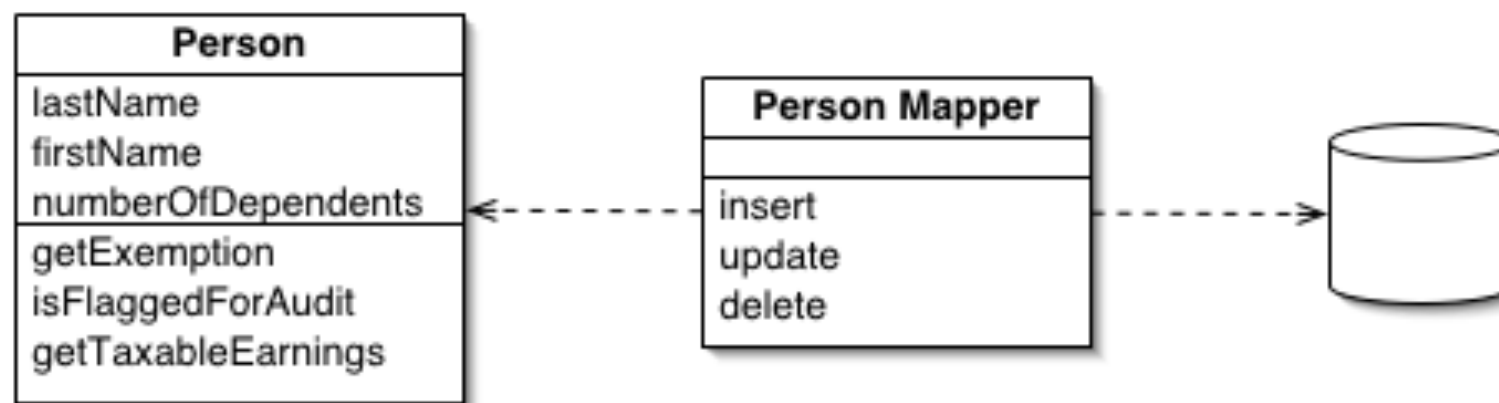 Person
lastName
firstName
numberOfDependents
getExemption
isFlaggedForAudit
getTaxableEarnings
Person Mapper
insert
update
delete